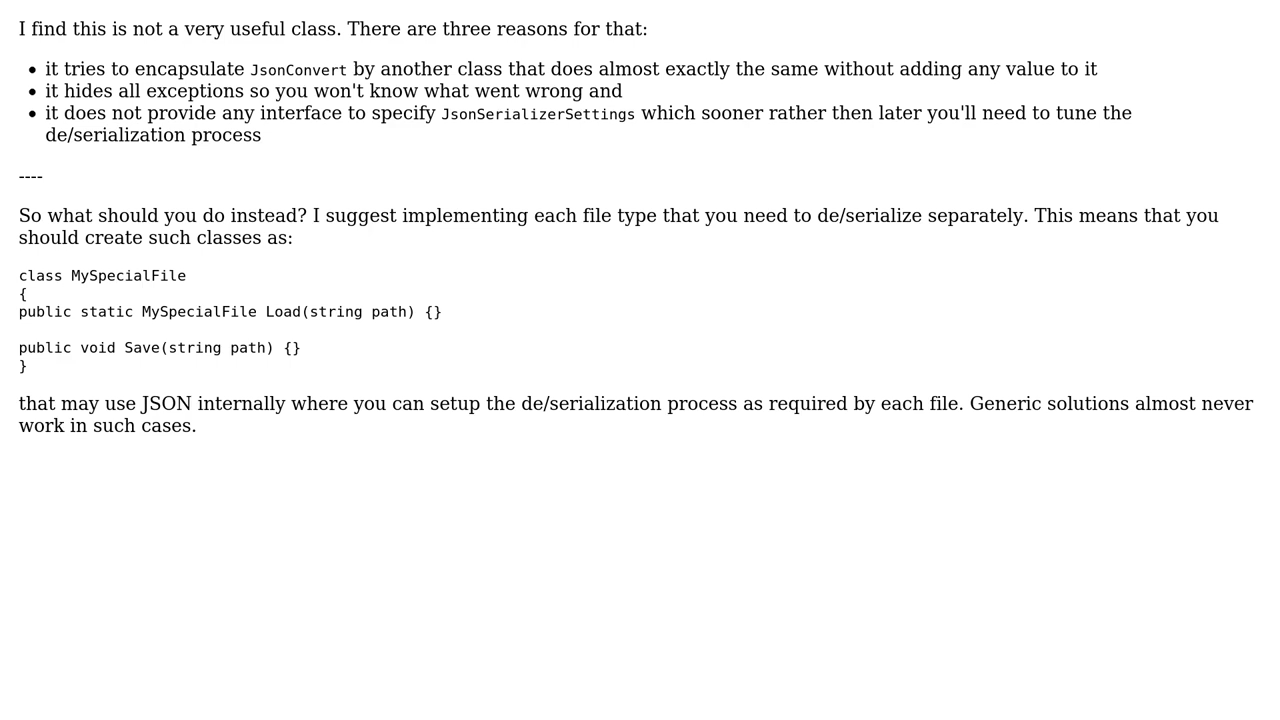 I find this is not a very useful class. There are three reasons for that:
• it tries to encapsulate JsonConvert by another class that does almost exactly the same without adding any value to it
• it hides all exceptions so you won't know what went wrong and
• it does not provide any interface to specify JsonSerializerSettings which sooner rather then later you'll need to tune the
de/serialization process
----
So what should you do instead? I suggest implementing each file type that you need to de/serialize separately. This means that you
should create such classes as:
class MySpecialFile
{
public static MySpecialFile Load(string path) {}
public void Save(string path) {}
}
that may use JSON internally where you can setup the de/serialization process as required by each file. Generic solutions almost never
work in such cases.